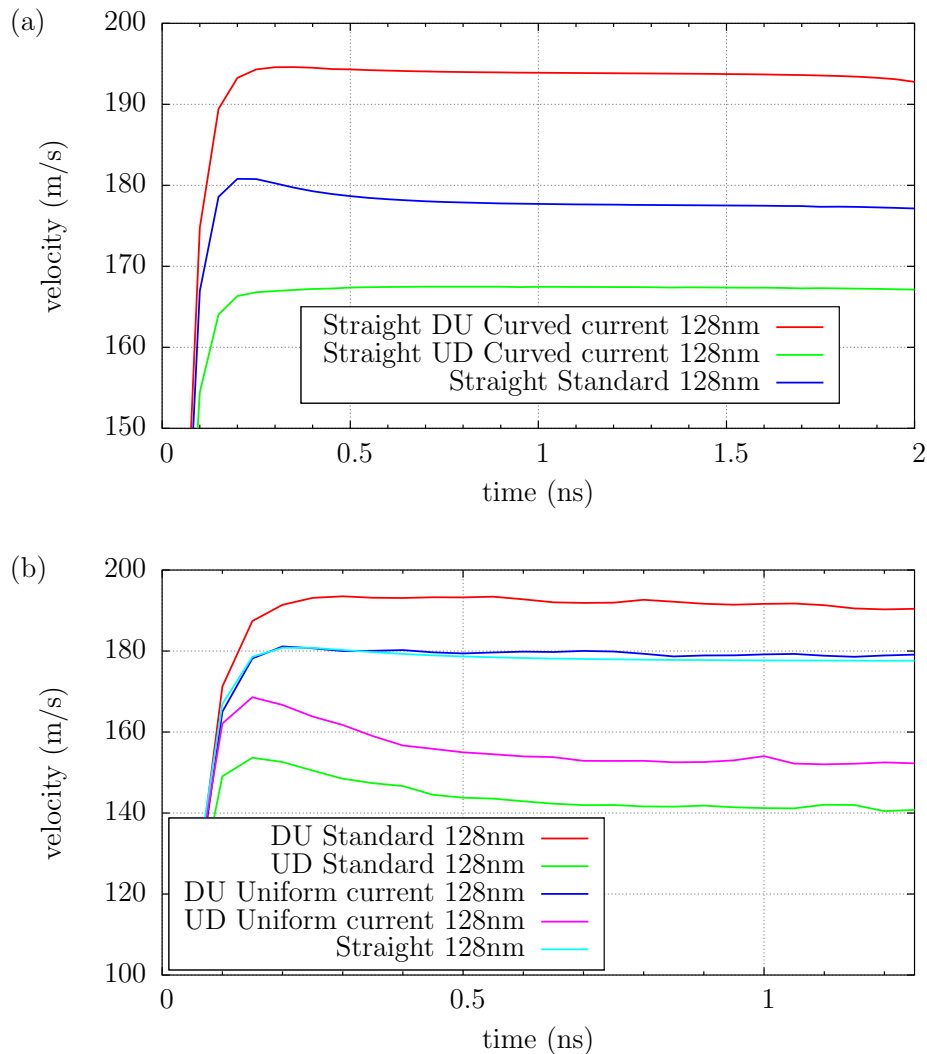 (a)
200
190
180
170
160
150
velocity (m/s)
Straight DU Curved current 128nm
Straight UD Curved current 128nm
Straight Standard 128nm
0 0.5 1 1.5 2
time (ns)
(b)
200
180
160
140
120
100
velocity (m/s)
DU Standard 128nm
UD Standard 128nm
DU Uniform current 128nm
UD Uniform current 128nm
Straight 128nm
0 0.5 1
time (ns)